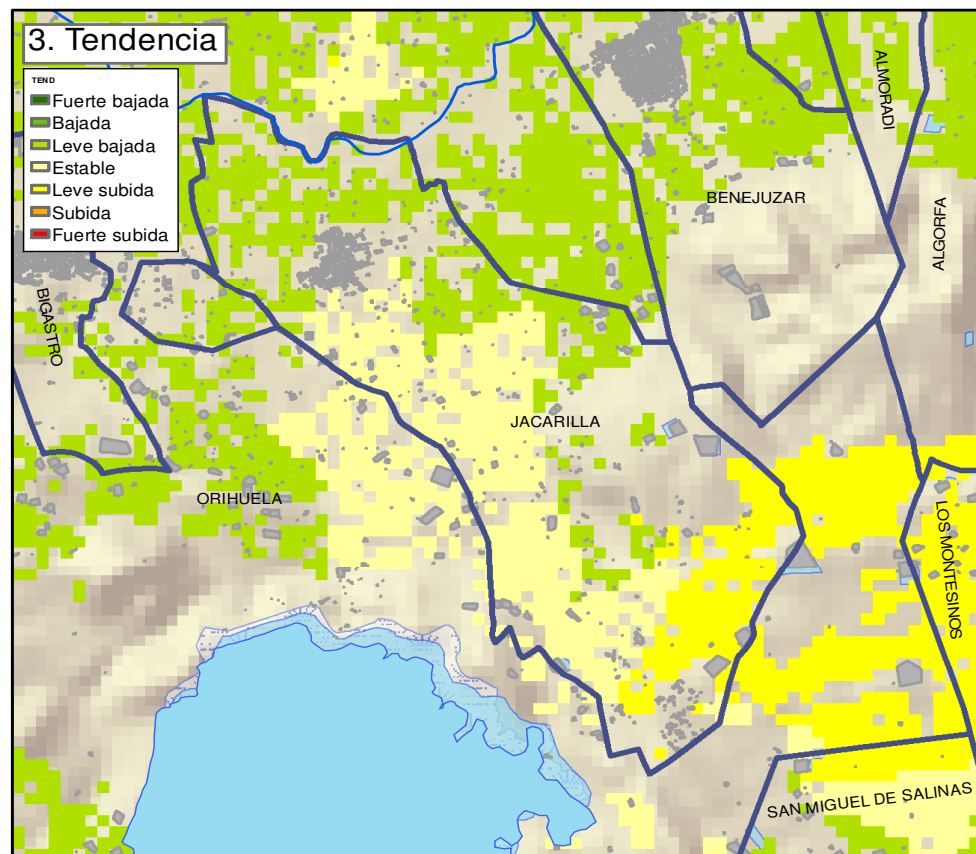 3. Tendencia
TEND
Fuerte bajada
Bajada
Leve bajada
Estable
Leve subida
Subida
Fuerte subida
ALMORADI
BENEJUZAR
ALGORFA
BIGASTRO
JACARILLA
ORIHUELA
LOS MONTESINOS
SAN MIGUEL DE SALINAS